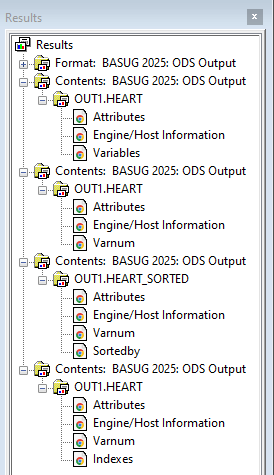 Results
Results
Format:  BASUG 2025: ODS Output
Contents:  BASUG 2025: ODS Output
OUT1.HEART
Attributes
Engine/Host Information
Variables
Contents:  BASUG 2025: ODS Output
OUT1.HEART
Attributes
Engine/Host Information
Varnum
Contents:  BASUG 2025: ODS Output
OUT1.HEART_SORTED
Attributes
Engine/Host Information
Varnum
Sortedby
Contents:  BASUG 2025: ODS Output
OUT1.HEART
Attributes
Engine/Host Information
Varnum
Indexes